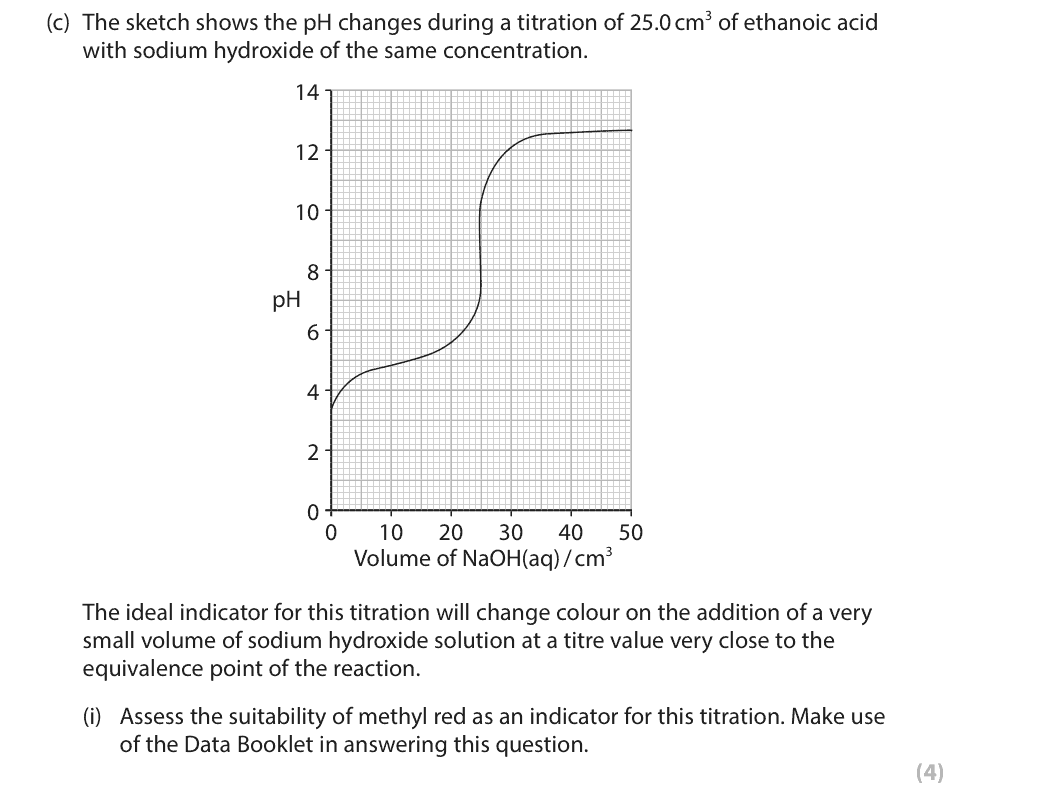 (c) The sketch shows the pH changes during a titration of 25.0 cm³ of ethanoic acid
with sodium hydroxide of the same concentration.
14
12
10
8
pH
6
4
2
0
0 10 20 30 40 50
Volume of NaOH(aq) / cm³
The ideal indicator for this titration will change colour on the addition of a very
small volume of sodium hydroxide solution at a titre value very close to the
equivalence point of the reaction.
(i) Assess the suitability of methyl red as an indicator for this titration. Make use
of the Data Booklet in answering this question.
(4)